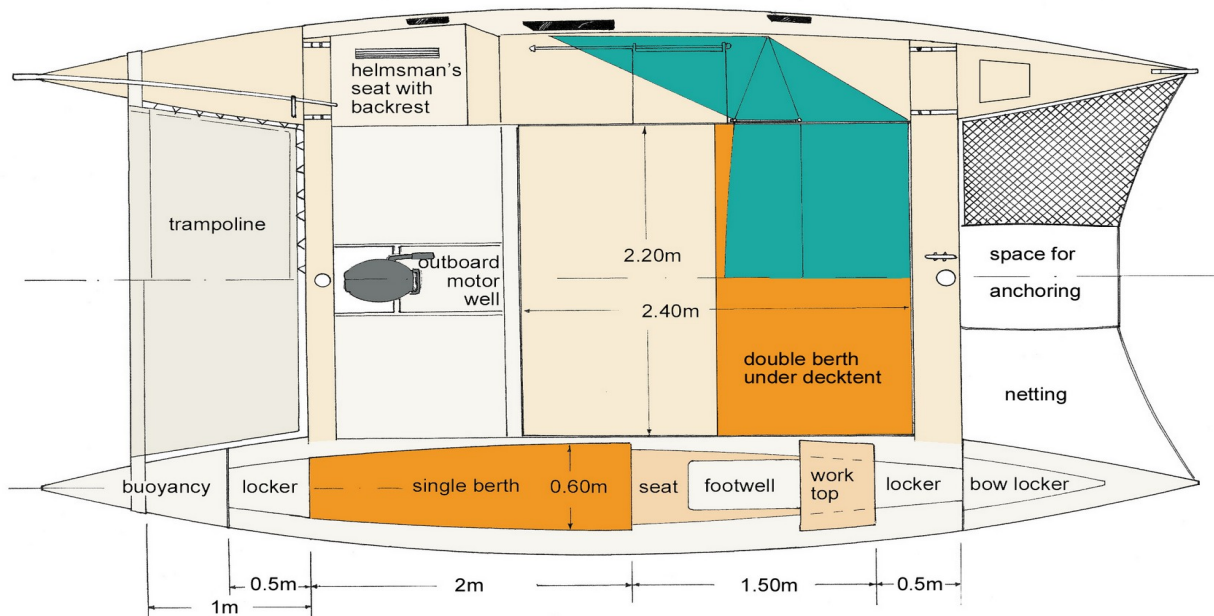 helmsman's
seat with
backrest
trampoline
outboard
motor
well
2.20m
2.40m
space for
anchoring
double berth
under decktent
netting
buoyancy
locker
single berth
0.60m
seat
footwell
work
top
locker
bow locker
0.5m
2m
1.50m
0.5m
1m